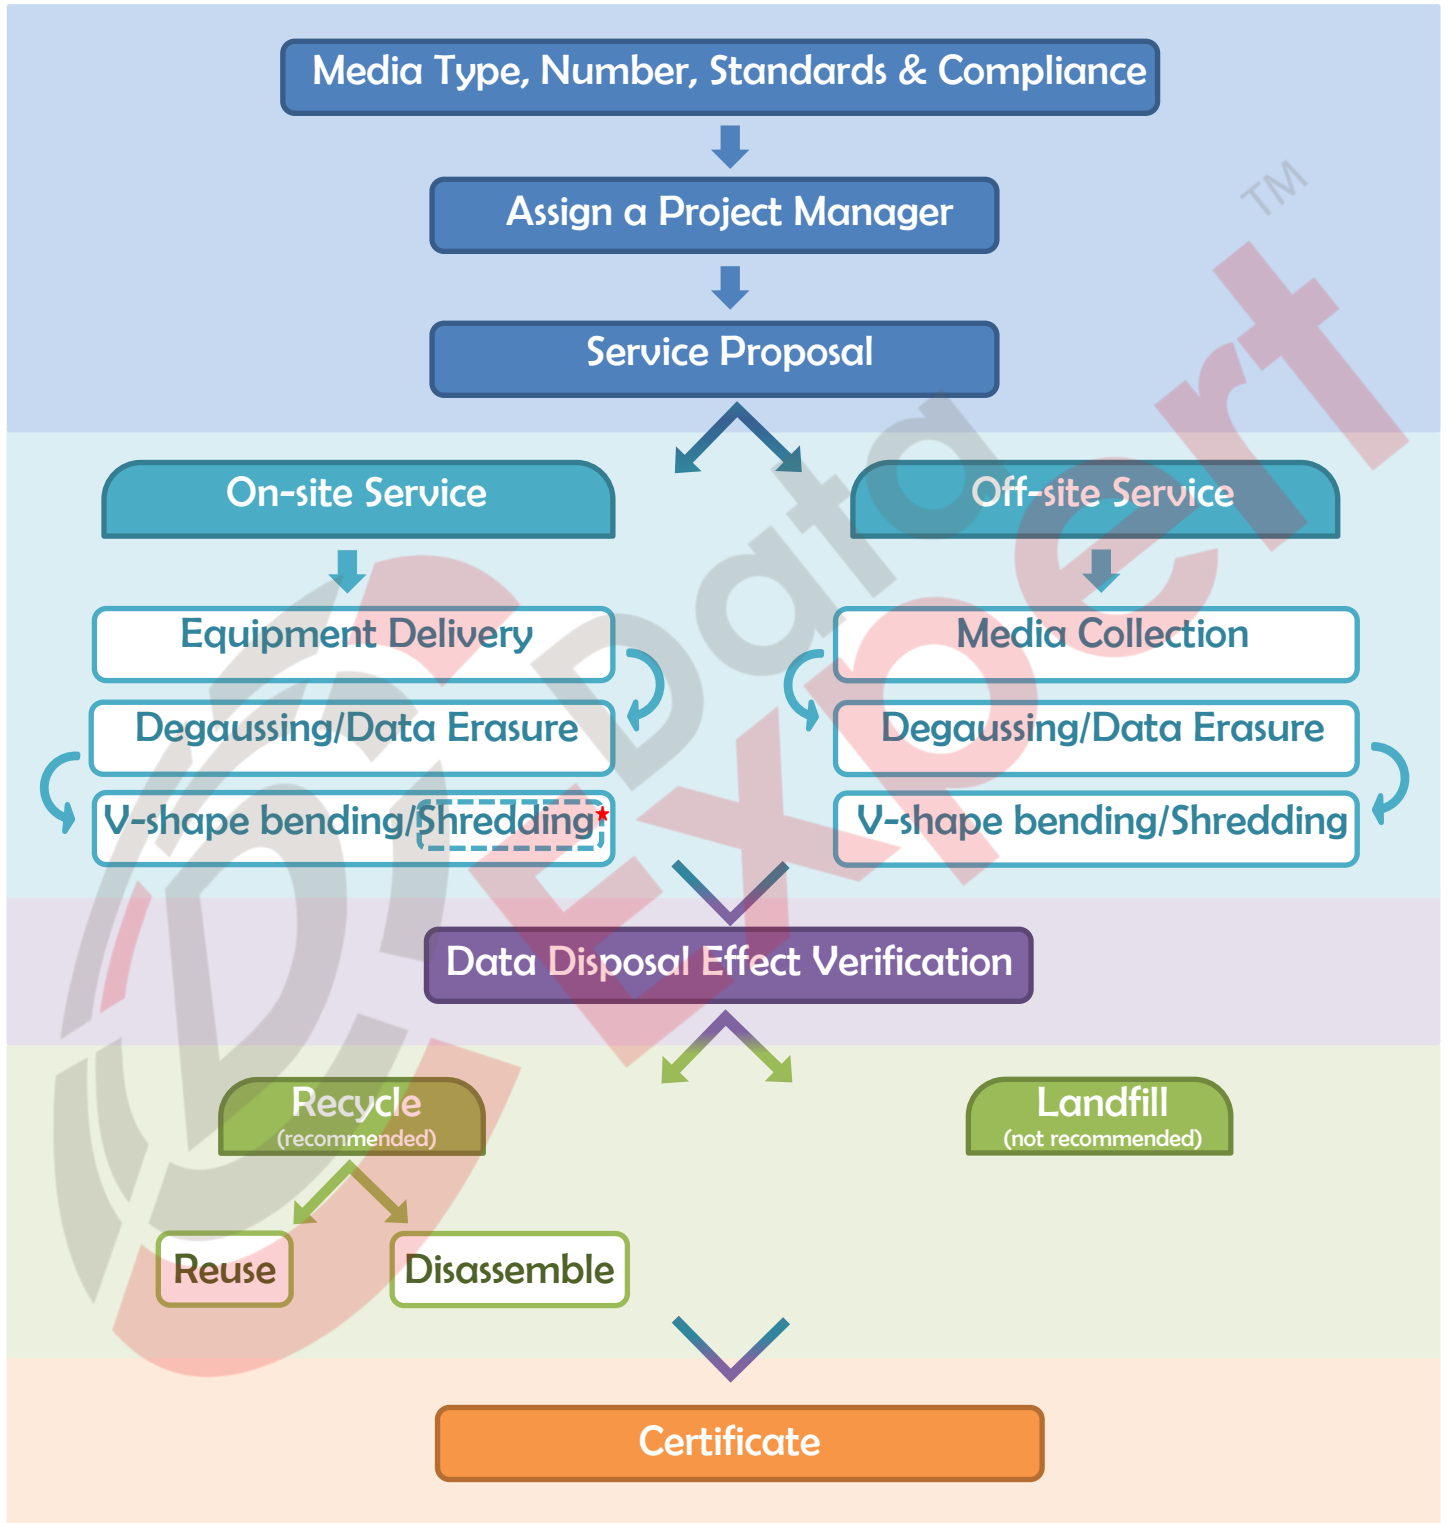 Media Type, Number, Standards & Compliance
Assign a Project Manager
Service Proposal
On-site Service
Off-site Service
Equipment Delivery
Media Collection
Degaussing/Data Erasure
Degaussing/Data Erasure
V-shape bending/Shredding★
V-shape bending/Shredding
Data Disposal Effect Verification
Recycle
(recommended)
Landfill
(not recommended)
Reuse
Disassemble
Certificate
Data
Expert
TM